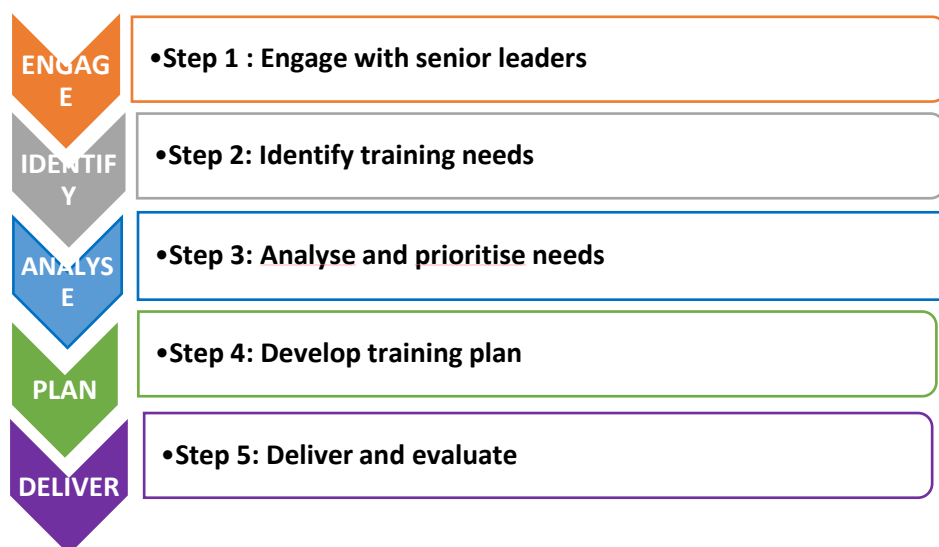 ENGAG
E
•Step 1 : Engage with senior leaders
IDENTIF
Y
•Step 2: Identify training needs
ANALYS
E
•Step 3: Analyse and prioritise needs
PLAN
•Step 4: Develop training plan
DELIVER
•Step 5: Deliver and evaluate